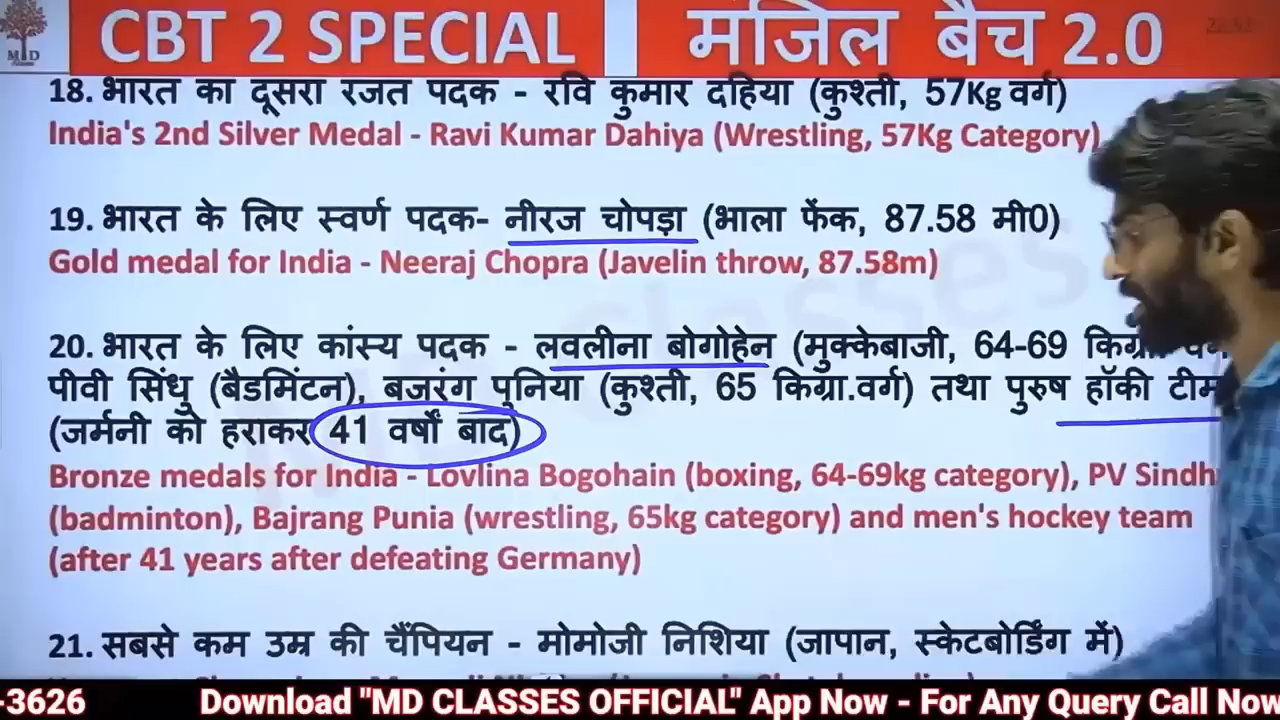 CBT 2 SPECIAL
मंजिल बैच 2.0
MD
18. भारत का दूसरा रजत पदक - रवि कुमार दहिया (कुश्ती, 57Kg वर्ग)
India's 2nd Silver Medal - Ravi Kumar Dahiya (Wrestling, 57Kg Category)
19. भारत के लिए स्वर्ण पदक- नीरज चोपड़ा (भाला फेंक, 87.58 मी0)
Gold medal for India - Neeraj Chopra (Javelin throw, 87.58m)
20. भारत के लिए कांस्य पदक - लवलीना बोगोहेन (मुक्केबाजी, 64-69
पीवी सिंधु (बैडमिंटन), बजरंग पुनिया (कुश्ती, 65 किग्रा.वर्ग) तथा पुरुष हॉकी टीम
(जर्मनी को हराकर 41 वर्षों बाद)
Bronze medals for India - Lovlina Bogohain (boxing, 64-69kg category), PV Sindh
(badminton), Bajrang Punia (wrestling, 65kg category) and men's hockey team
(after 41 years after defeating Germany)
21. सबसे कम उम्र की चैंपियन - मोमोजी निशिया (जापान, स्केटबोर्डिंग में)
-3626 Download "MD CLASSES OFFICIAL" App Now - For Any Query Call Now